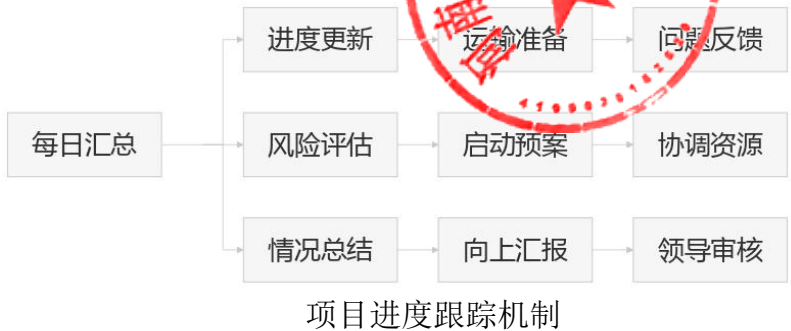 进度更新 运输准备 问题反馈
每日汇总 风险评估 启动预案 协调资源
情况总结 向上汇报 领导审核
项目进度跟踪机制